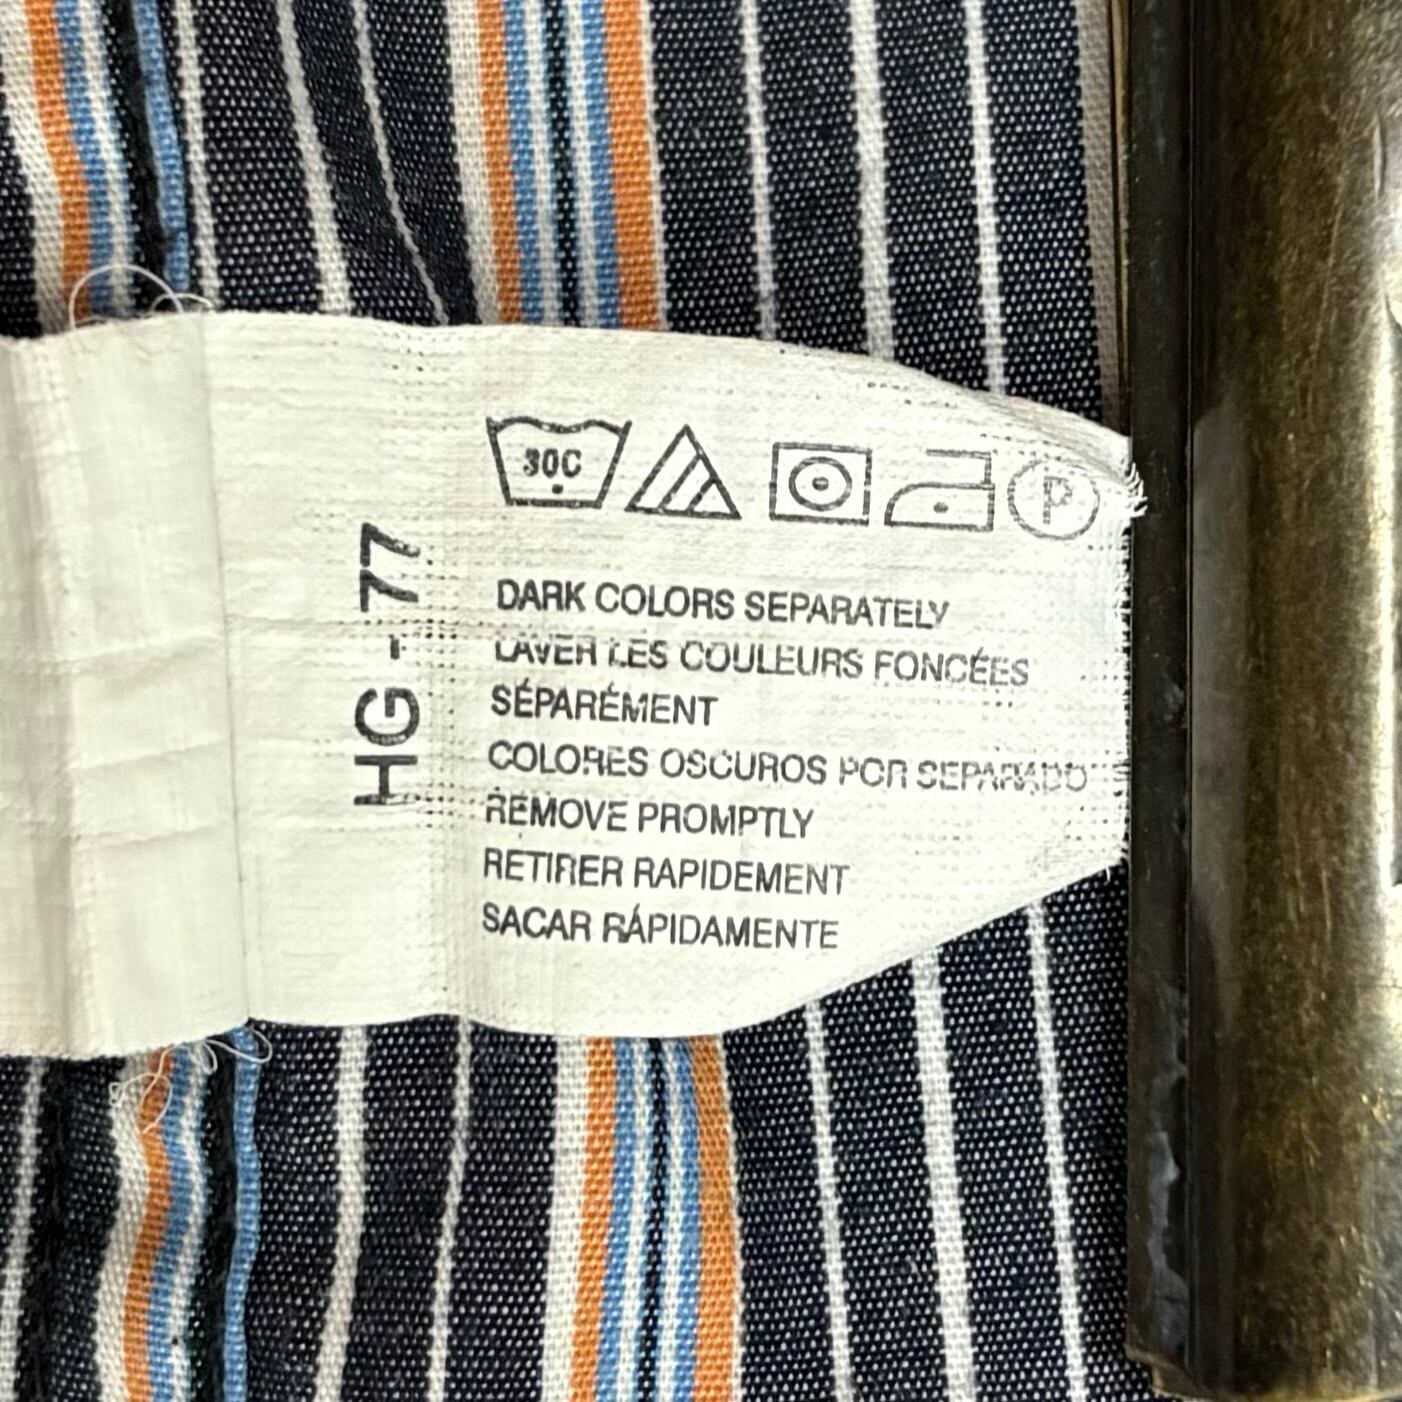 30C
P
HG - 77
DARK COLORS SEPARATELY
LAVER LES COULEURS FONCÉES
SÉPARÉMENT
COLORES OSCUROS POR SEPARADO
REMOVE PROMPTLY
RETIRER RAPIDEMENT
SACAR RÁPIDAMENTE